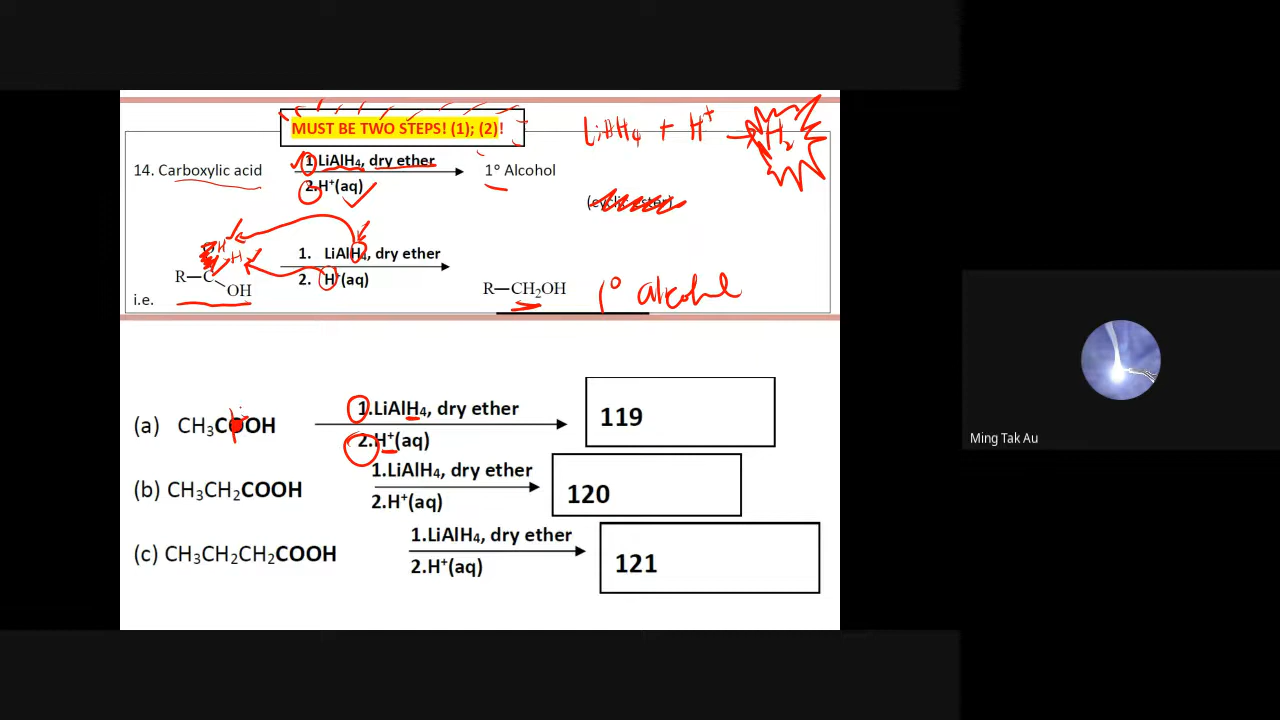 MUST BE TWO STEPS! (1); (2)!
LiAlH₄ + H⁺ → H₂
14. Carboxylic acid
1.LiAlH₄, dry ether
2.H⁺(aq)
1° Alcohol
H
H
R—C
OH
1. LiAlH₄, dry ether
2. H⁺(aq)
i.e.
R—CH₂OH
1° alcohol
(a) CH₃COOH
1.LiAlH₄, dry ether
2.H⁺(aq)
119
(b) CH₃CH₂COOH
1.LiAlH₄, dry ether
2.H⁺(aq)
120
(c) CH₃CH₂CH₂COOH
1.LiAlH₄, dry ether
2.H⁺(aq)
121
Ming Tak Au